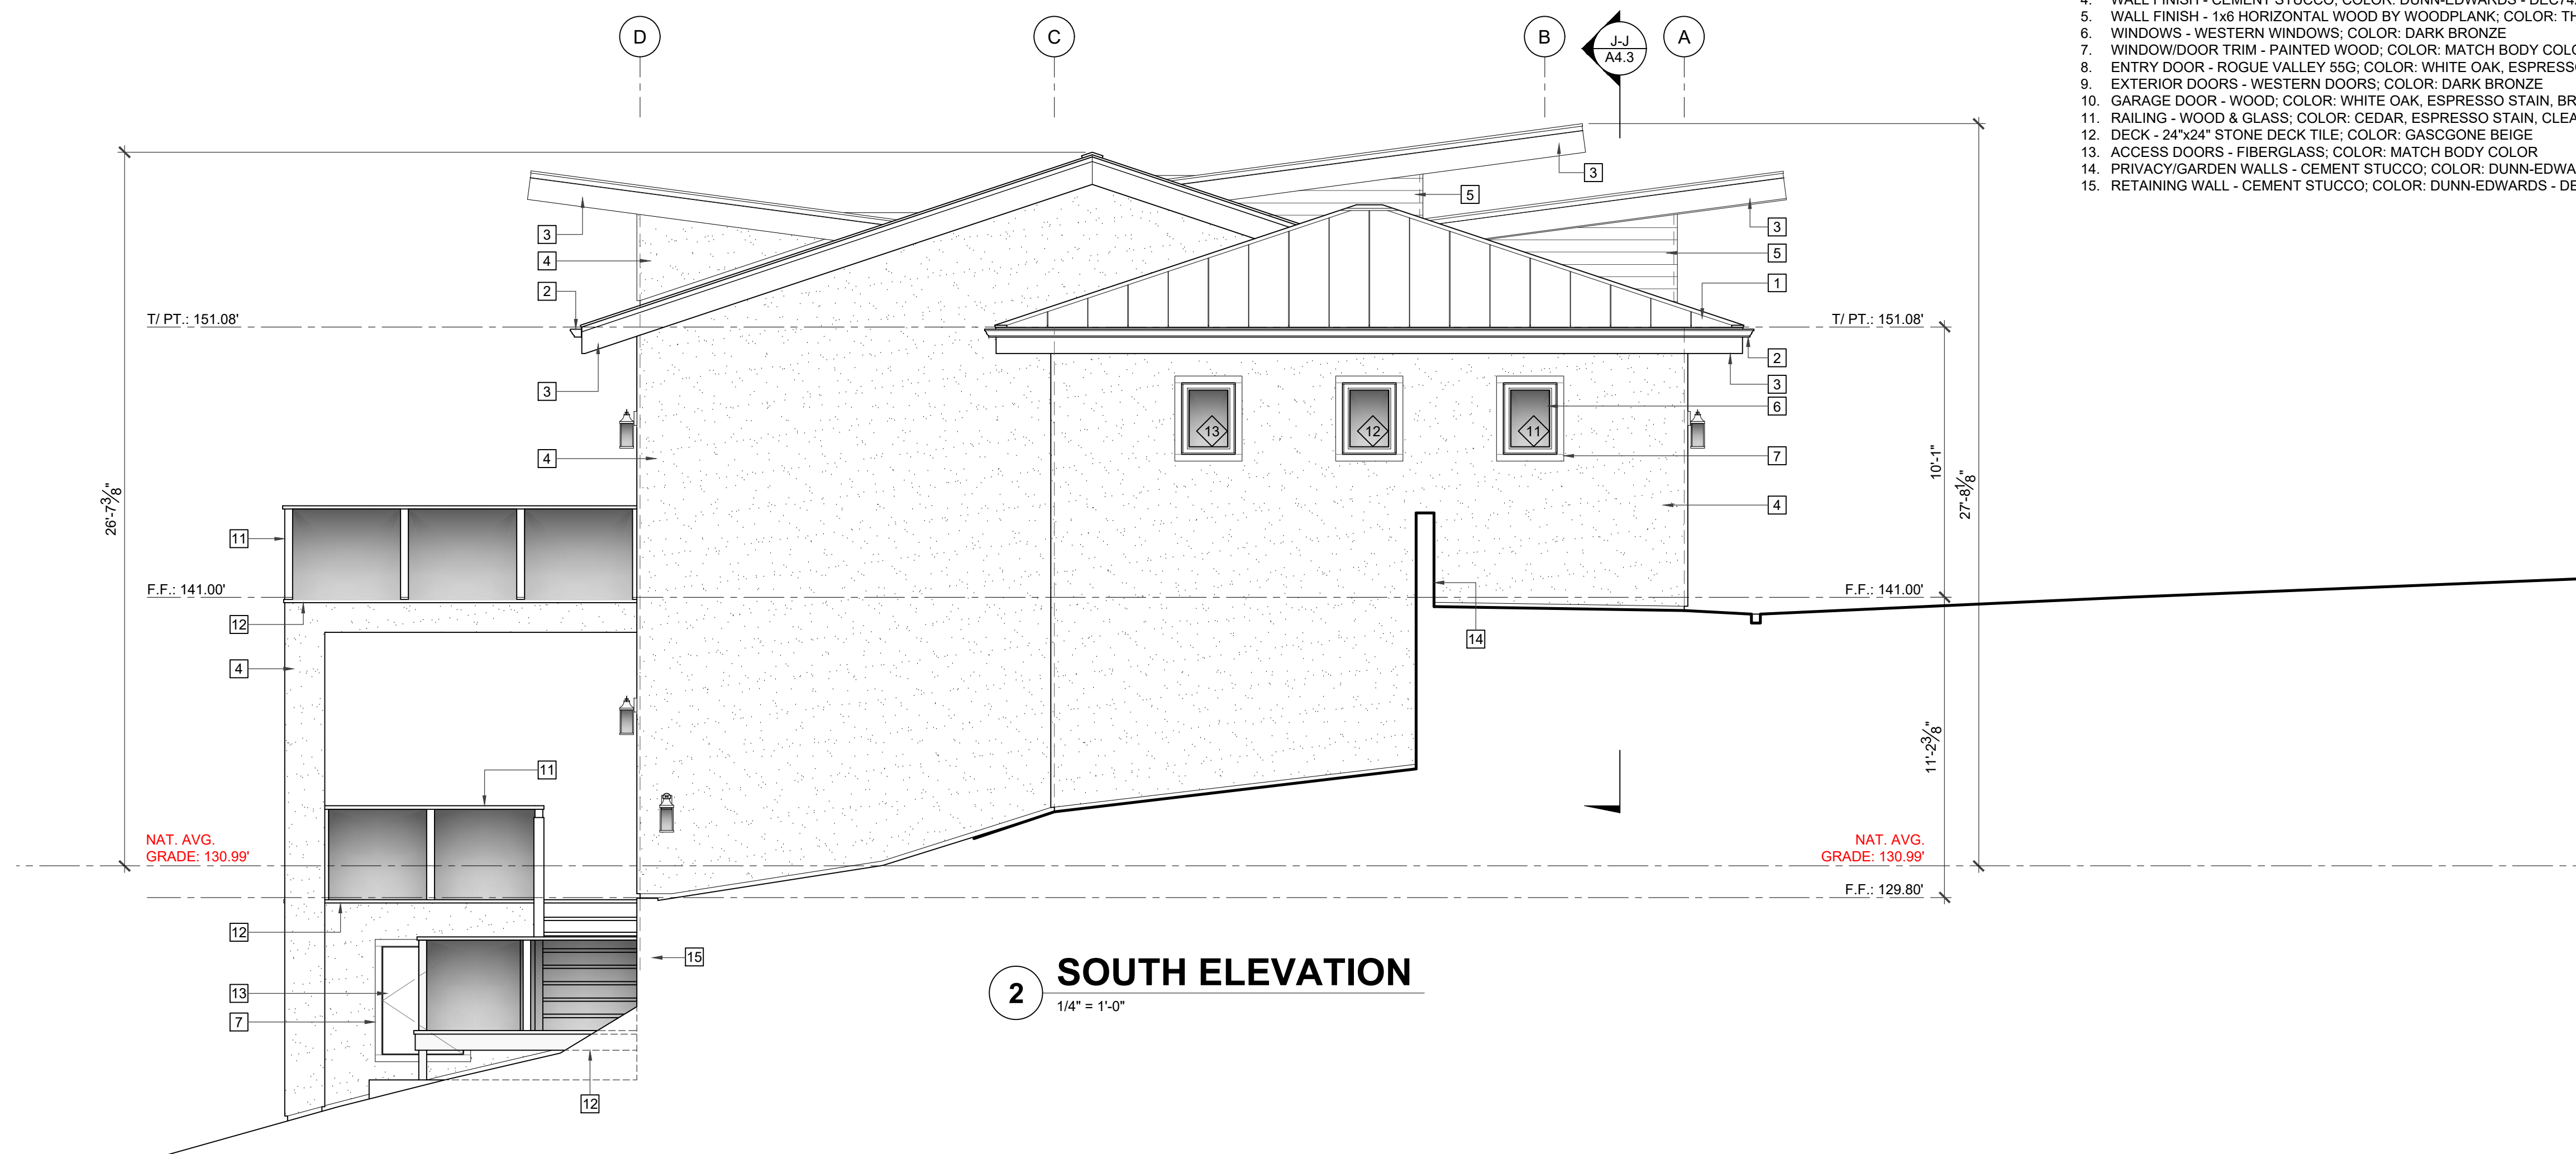 4. WALL FINISH - CEMENT STUCCO; COLOR: DUNN-EDWARDS -
5. WALL FINISH - 1x6 HORIZONTAL WOOD BY WOODPLANK; COLOR:
6. WINDOWS - WESTERN WINDOWS; COLOR: DARK BRONZE
7. WINDOW/DOOR TRIM - PAINTED WOOD; COLOR: MATCH BODY
8. ENTRY DOOR - ROGUE VALLEY 55G; COLOR: WHITE OAK,
9. EXTERIOR DOORS - WESTERN DOORS; COLOR: DARK BRONZE
10. GARAGE DOOR - WOOD; COLOR: WHITE OAK, ESPRESSO STAIN,
11. RAILING - WOOD & GLASS; COLOR: CEDAR, ESPRESSO STAIN,
12. DECK - 24"x24" STONE DECK TILE; COLOR: GASCGONE BEIGE
13. ACCESS DOORS - FIBERGLASS; COLOR: MATCH BODY COLOR
14. PRIVACY/GARDEN WALLS - CEMENT STUCCO; COLOR:
15. RETAINING WALL - CEMENT STUCCO; COLOR: DUNN-EDWARDS -
D
C
B
J-J
A4.3
A
3
5
3
3
4
5
2
1
T/ PT.: 151.08'
T/ PT.: 151.08'
2
3
3
6
13
12
11
4
7
10'-1"
26'-7 3/8"
27'-8 1/8"
4
11
F.F.: 141.00'
F.F.: 141.00'
12
14
4
11'-2 3/8"
11
NAT. AVG.
GRADE: 130.99'
NAT. AVG.
GRADE: 130.99'
F.F.: 129.80'
12
15
13
7
12
2
SOUTH ELEVATION
1/4" = 1'-0"